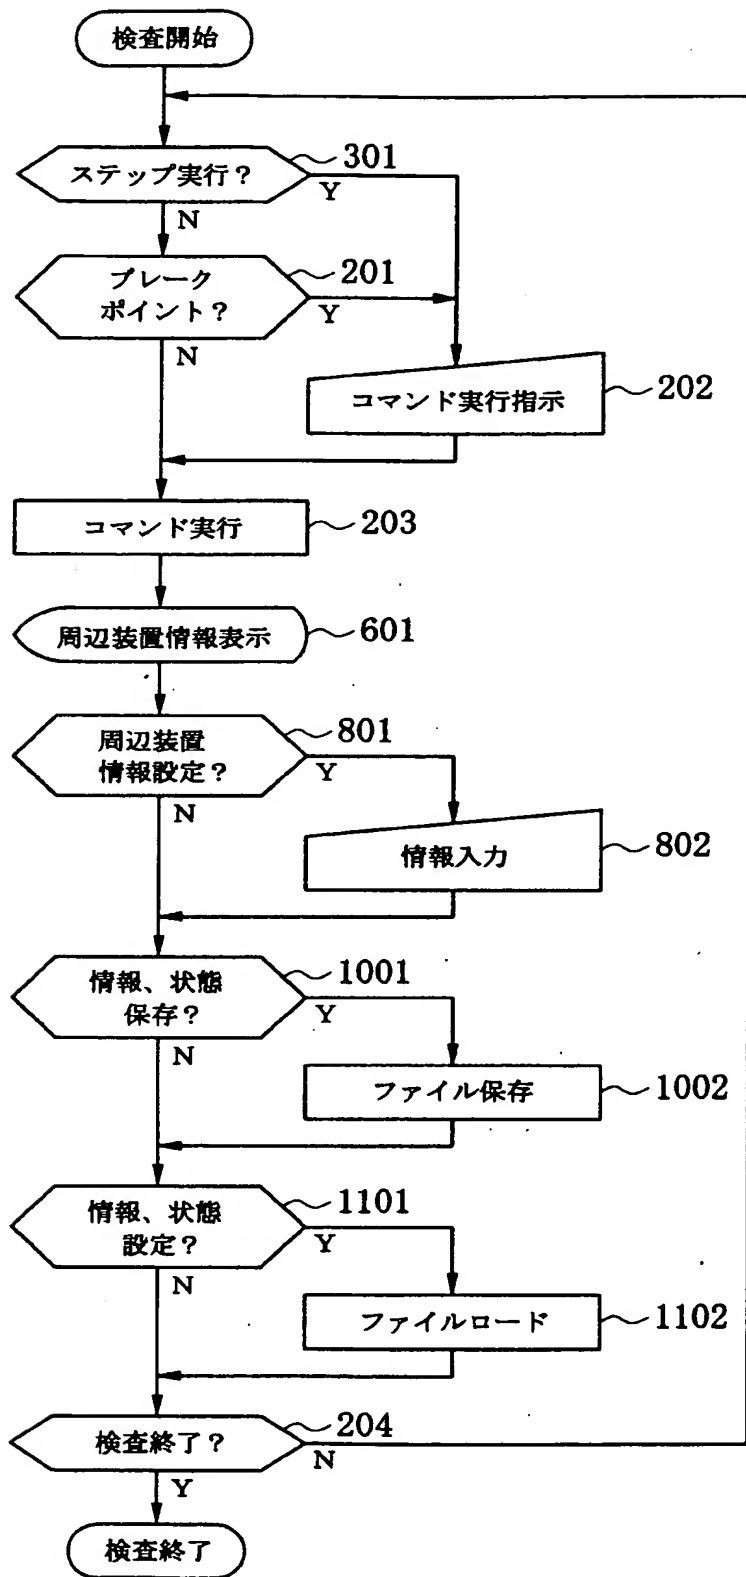 検査開始
ステップ実行?
301
Y
N
ブレーク
ポイント?
201
Y
N
コマンド実行指示
202
コマンド実行
203
周辺装置情報表示
601
周辺装置
情報設定?
801
Y
N
情報入力
802
情報、状態
保存?
1001
Y
N
ファイル保存
1002
情報、状態
設定?
1101
Y
N
ファイルロード
1102
検査終了?
204
N
Y
検査終了